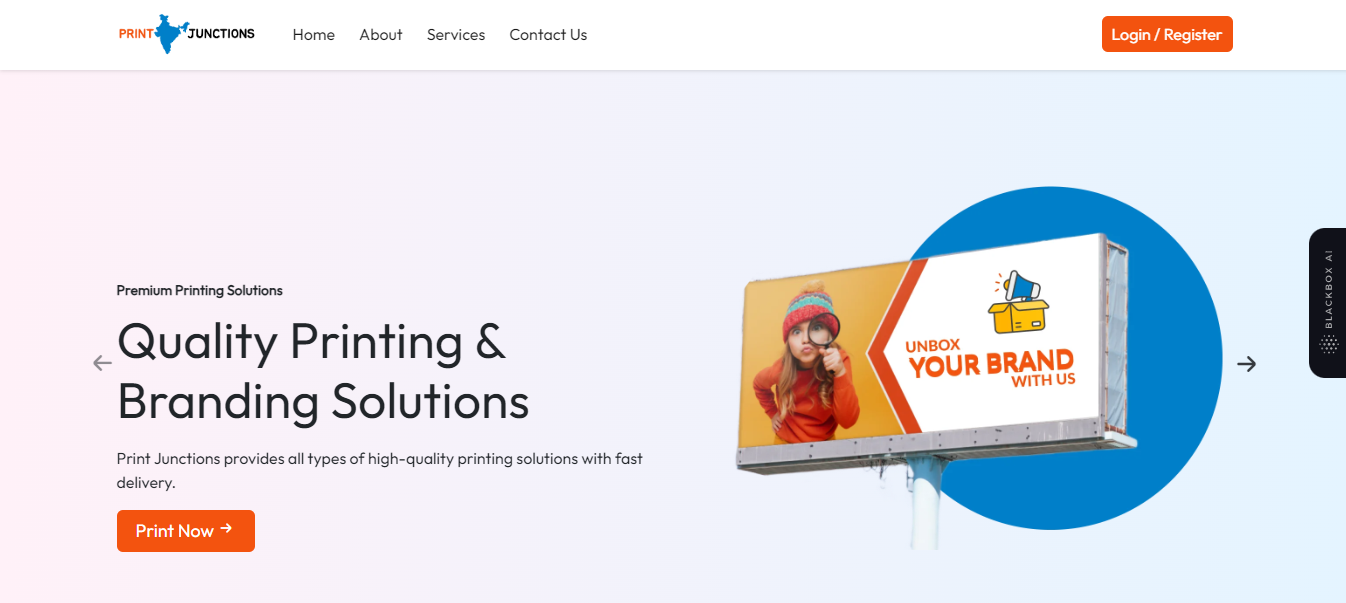 PRINT JUNCTIONS
Home About Services Contact Us
Login / Register
Premium Printing Solutions
Quality Printing &
Branding Solutions
Print Junctions provides all types of high-quality printing solutions with fast
delivery.
Print Now
UNBOX
YOUR BRAND
WITH US
BLACKBOX AI